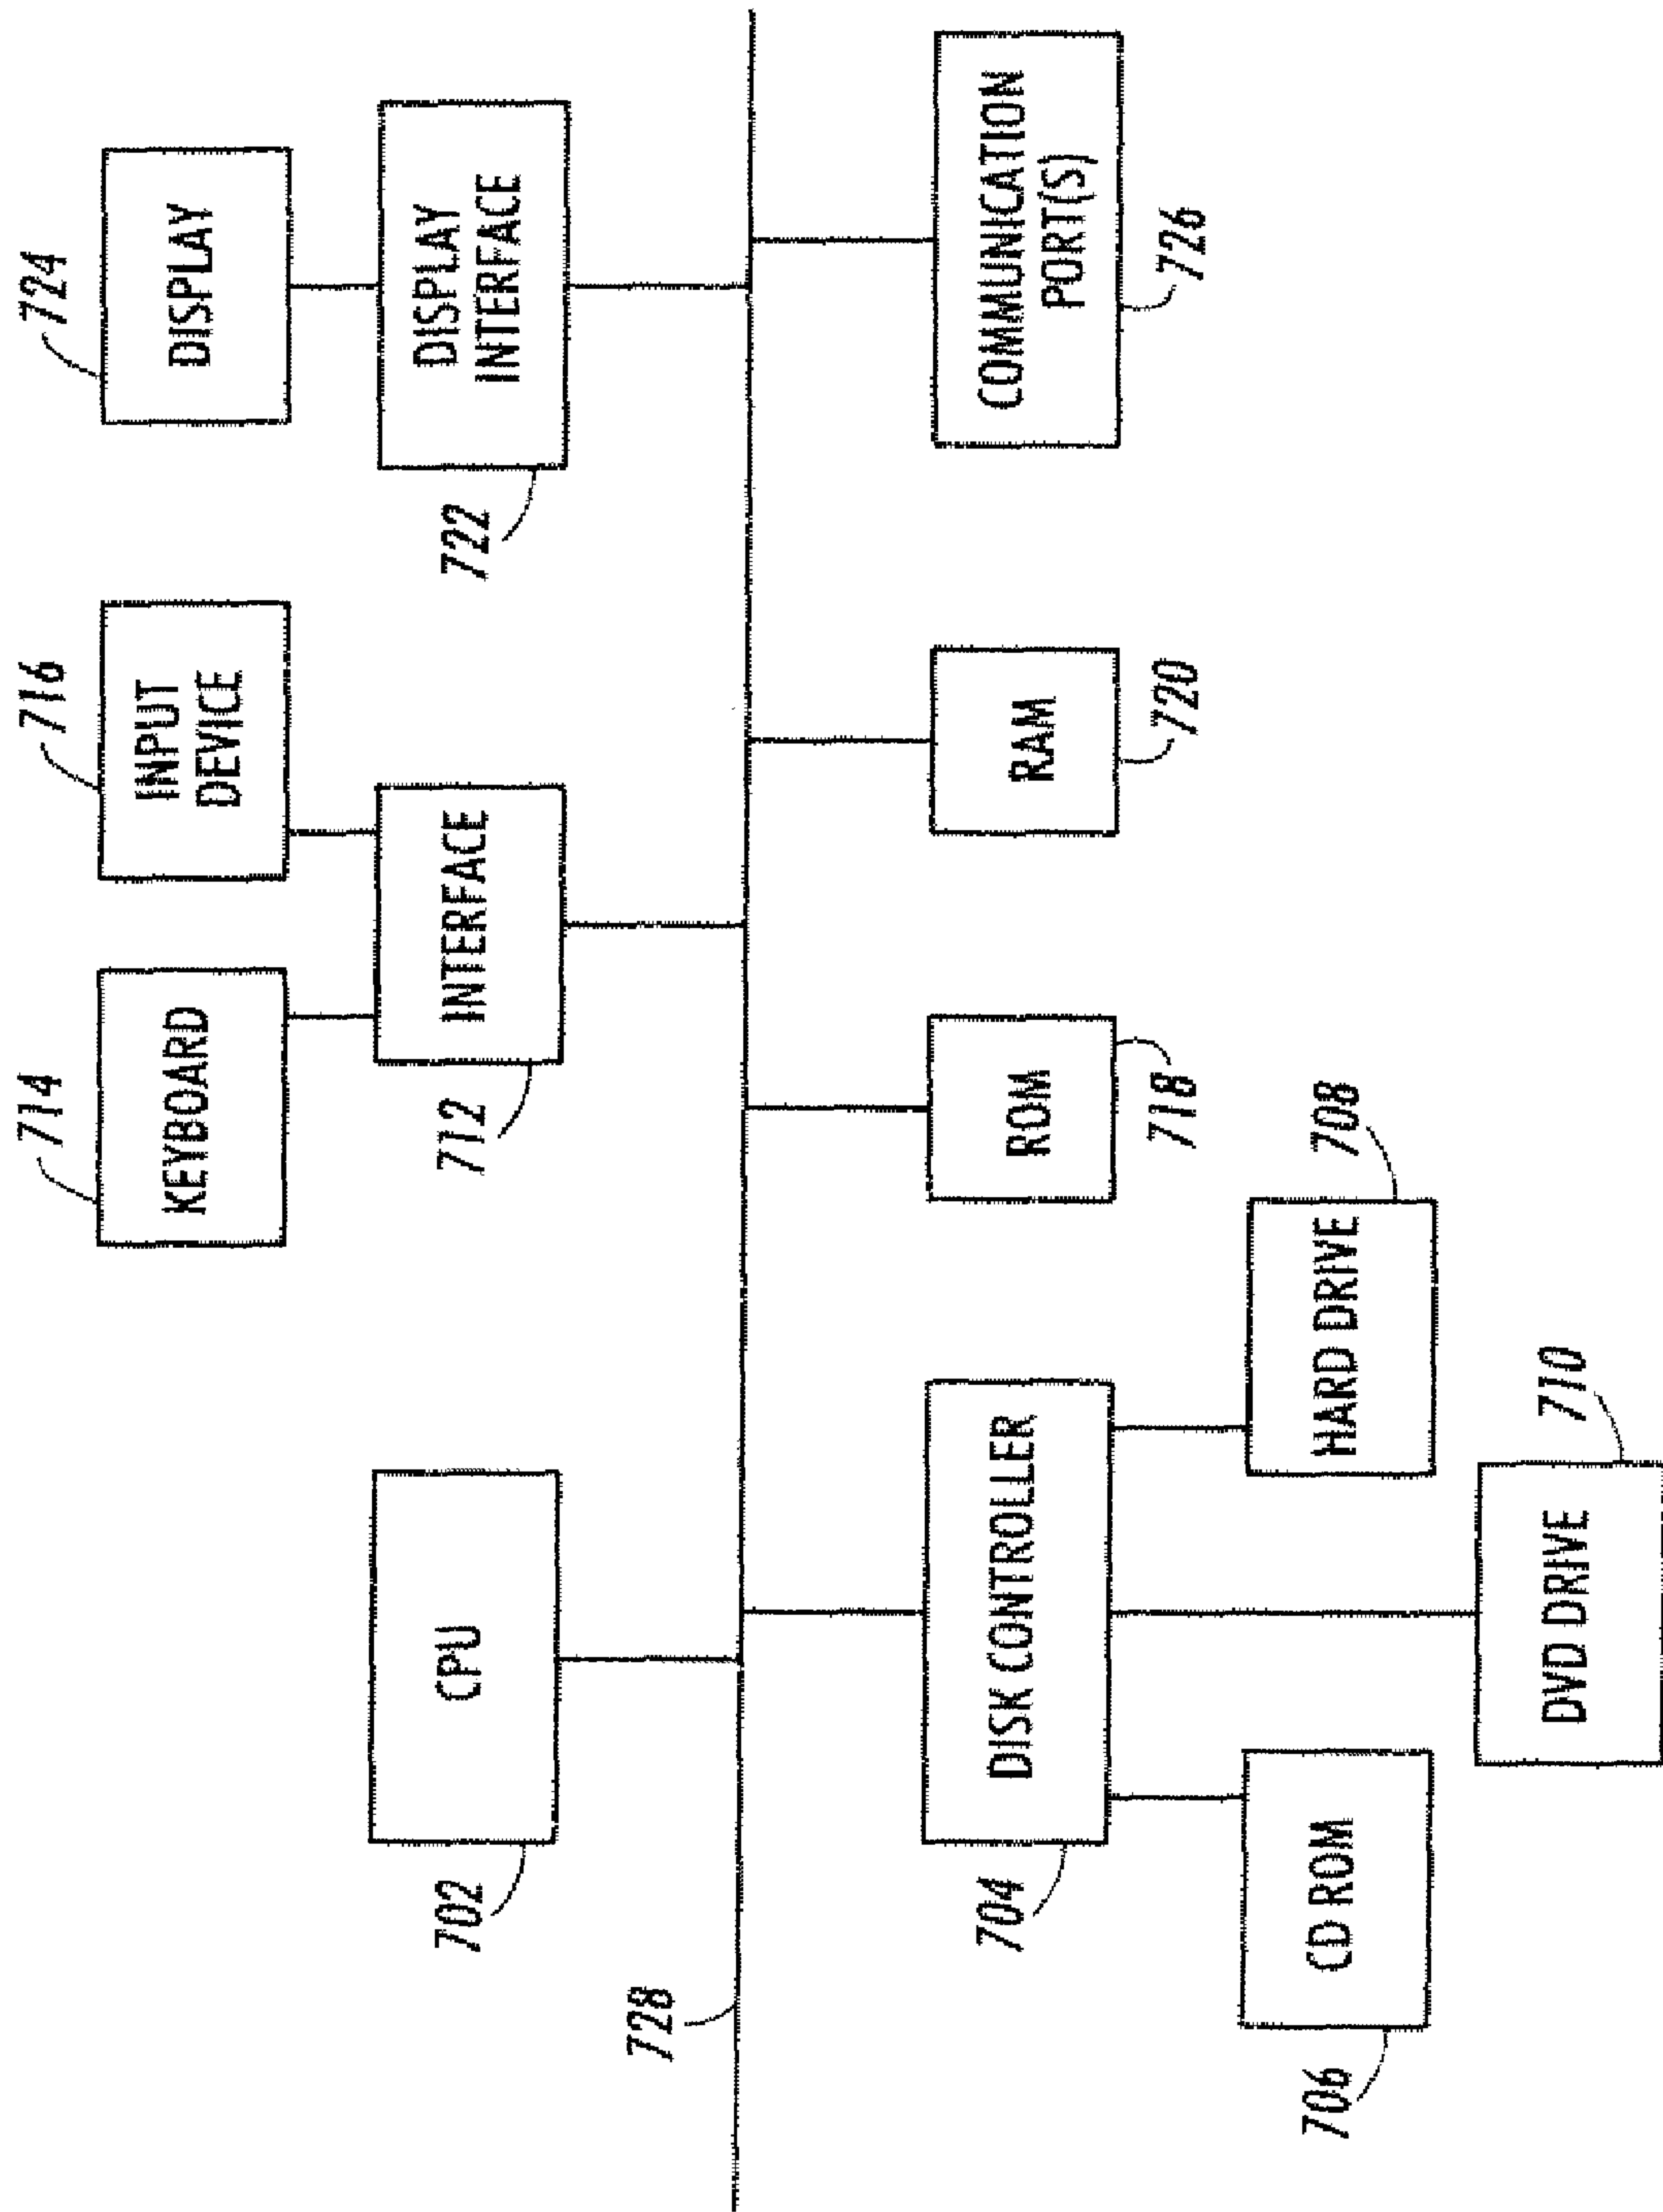 724
DISPLAY
DISPLAY
INTERFACE
722
716
INPUT
DEVICE
714
KEYBOARD
INTERFACE
712
CPU
702
728
COMMUNICATION
PORT(S)
726
RAM
720
ROM
718
DISK CONTROLLER
704
HARD DRIVE
708
DVD DRIVE
710
CD ROM
706